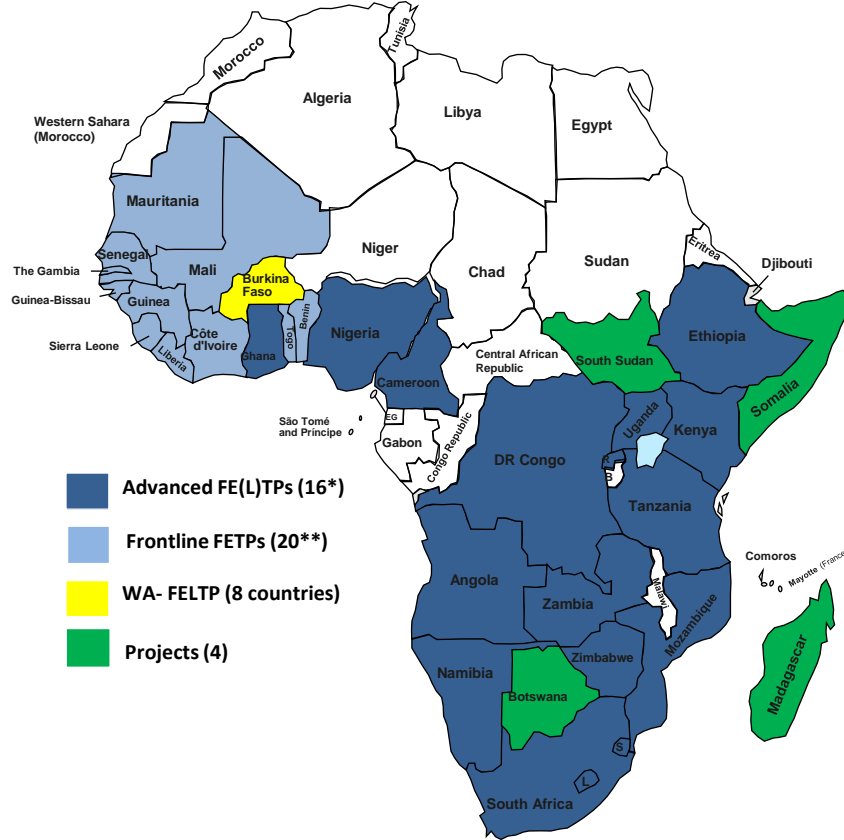 Tunisia
Morocco
Algeria
Libya
Egypt
Western Sahara
(Morocco)
Mauritania
Niger
Mali
Chad
Sudan
Eritrea
Senegal
The Gambia
Djibouti
Burkina
Faso
Guinea-Bissau
Guinea
Benin
Togo
Nigeria
Ethiopia
Côte
d'Ivoire
Sierra Leone
Liberia
Ghana
Central African
Republic
South Sudan
Somalia
Cameroon
São Tomé
and Príncipe
EG
Gabon
Congo Republic
Uganda
Kenya
DR Congo
R
B
Tanzania
Advanced FE(L)TPs (16*)
Frontline FETPs (20**)
WA- FELTP (8 countries)
Projects (4)
Comoros
Mayotte (France
Angola
Malawi
Zambia
Mozambique
Zimbabwe
Madagascar
Namibia
Botswana
S
L
South Africa